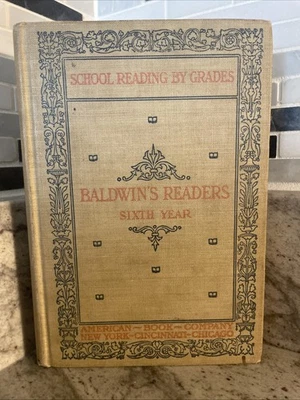 SCHOOL READING BY GRADES
BALDWIN'S READERS
SIXTH YEAR
AMERICAN - BOOK - COMPANY
NEW YORK - CINCINNATI - CHICAGO